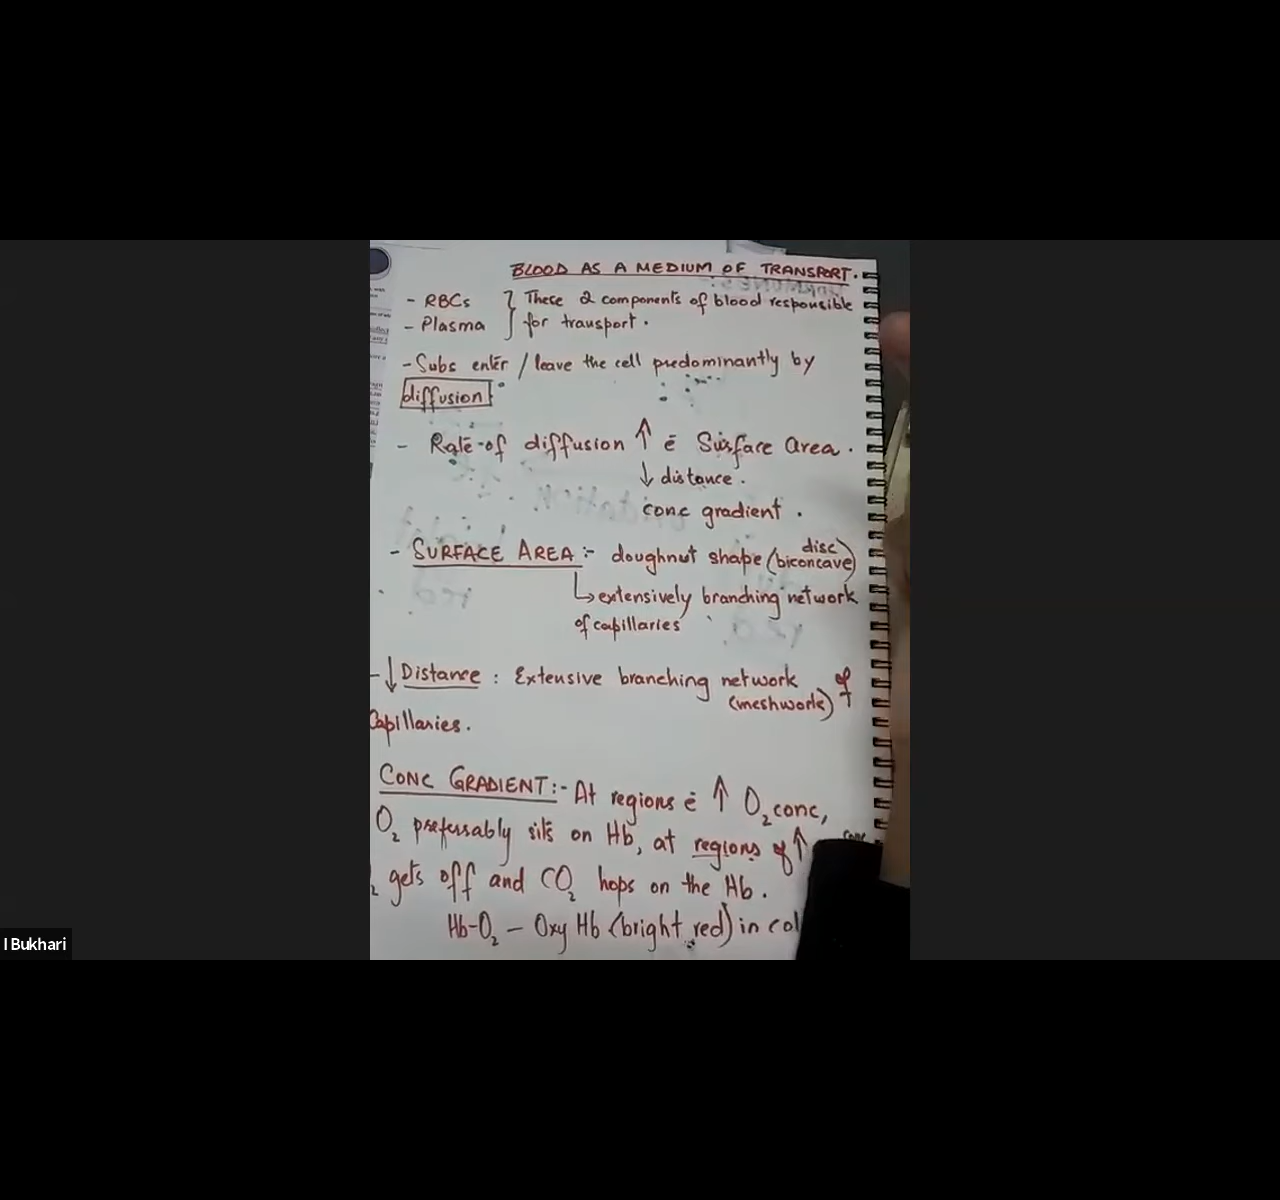 BLOOD AS A MEDIUM OF TRANSPORT.
- RBCs } These 2 components of blood responsible
- Plasma } for transport.
- Subs enter / leave the cell predominantly by
diffusion.
- Rate of diffusion ↑ ē Surface Area.
↓ distance.
conc gradient.
- SURFACE AREA :- doughnut shape (biconcave disc)
↳ extensively branching network
of capillaries
- ↓ Distance : Extensive branching network of
(meshwork)
Capillaries.
CONC GRADIENT :- At regions ē ↑ O2 conc,
O2 preferrably sits on Hb, at regions of ↑
conc
2 gets off and CO2 hops on the Hb.
Hb-O2 – Oxy Hb (bright red) in col
I Bukhari